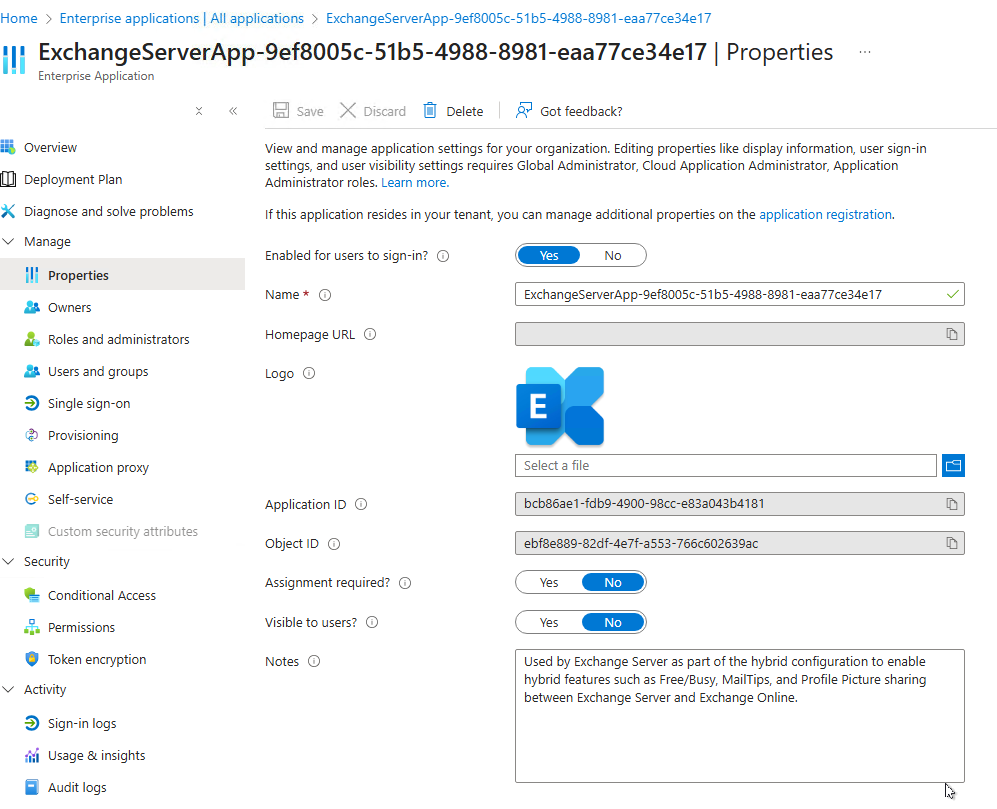 Home > Enterprise applications | All applications > ExchangeServerApp-9ef8005c-51b5-4988-8981-eaa77ce34e17
ExchangeServerApp-9ef8005c-51b5-4988-8981-eaa77ce34e17 | Properties ...
Enterprise Application
Save
Discard
Delete
Got feedback?
Overview
Deployment Plan
Diagnose and solve problems
Manage
Properties
Owners
Roles and administrators
Users and groups
Single sign-on
Provisioning
Application proxy
Self-service
Custom security attributes
Security
Conditional Access
Permissions
Token encryption
Activity
Sign-in logs
Usage & insights
Audit logs
View and manage application settings for your organization. Editing properties like display information, user sign-in
settings, and user visibility settings requires Global Administrator, Cloud Application Administrator, Application
Administrator roles. Learn more.
If this application resides in your tenant, you can manage additional properties on the application registration.
Enabled for users to sign-in? Yes No
Name * ExchangeServerApp-9ef8005c-51b5-4988-8981-eaa77ce34e17
Homepage URL
Logo
E
Select a file
Application ID bcb86ae1-fdb9-4900-98cc-e83a043b4181
Object ID ebf8e889-82df-4e7f-a553-766c602639ac
Assignment required? Yes No
Visible to users? Yes No
Notes
Used by Exchange Server as part of the hybrid configuration to enable
hybrid features such as Free/Busy, MailTips, and Profile Picture sharing
between Exchange Server and Exchange Online.